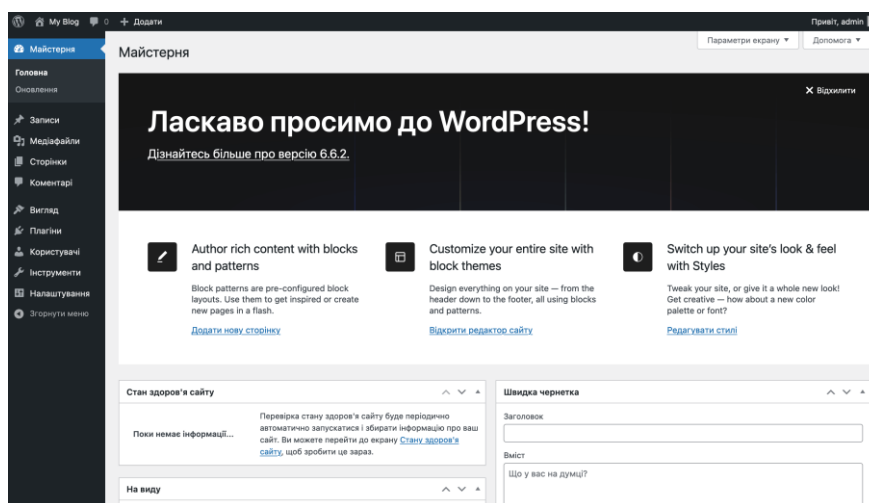 My Blog
0
Додати
Привіт, admin
Майстерня
Головна
Оновлення
Записи
Медіафайли
Сторінки
Коментарі
Вигляд
Плагіни
Користувачі
Інструменти
Налаштування
Згорнути меню
Параметри екрану
Допомога
Майстерня
Відхилити
Ласкаво просимо до WordPress!
Дізнайтесь більше про версію 6.6.2.
Author rich content with blocks
and patterns
Block patterns are pre-configured block
layouts. Use them to get inspired or create
new pages in a flash.
Додати нову сторінку
Customize your entire site with
block themes
Design everything on your site — from the
header down to the footer, all using blocks
and patterns.
Відкрити редактор сайту
Switch up your site's look & feel
with Styles
Tweak your site, or give it a whole new look!
Get creative — how about a new color
palette or font?
Редагувати стилі
Стан здоров'я сайту
Поки немає інформації...
Перевірка стану здоров'я сайту буде періодично
автоматично запускатися і збирати інформацію про ваш
сайт. Ви можете перейти до екрану Стану здоров'я
сайту, щоб зробити це зараз.
На виду
Швидка чернетка
Заголовок
Вміст
Що у вас на думці?